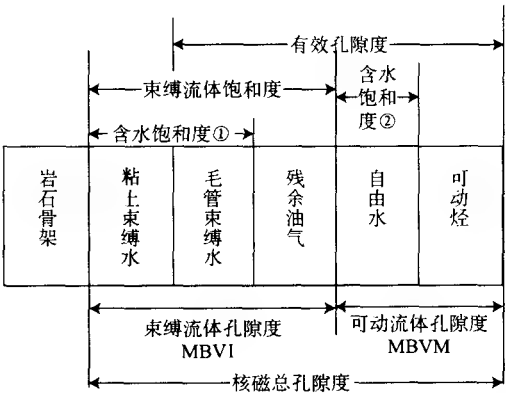 有效孔隙度
束缚流体饱和度
含水
饱和
度②
含水饱和度①
岩石骨架
粘土束缚水
毛管束缚水
残余油气
自由水
可动烃
束缚流体孔隙度
MBVI
可动流体孔隙度
MBVM
核磁总孔隙度